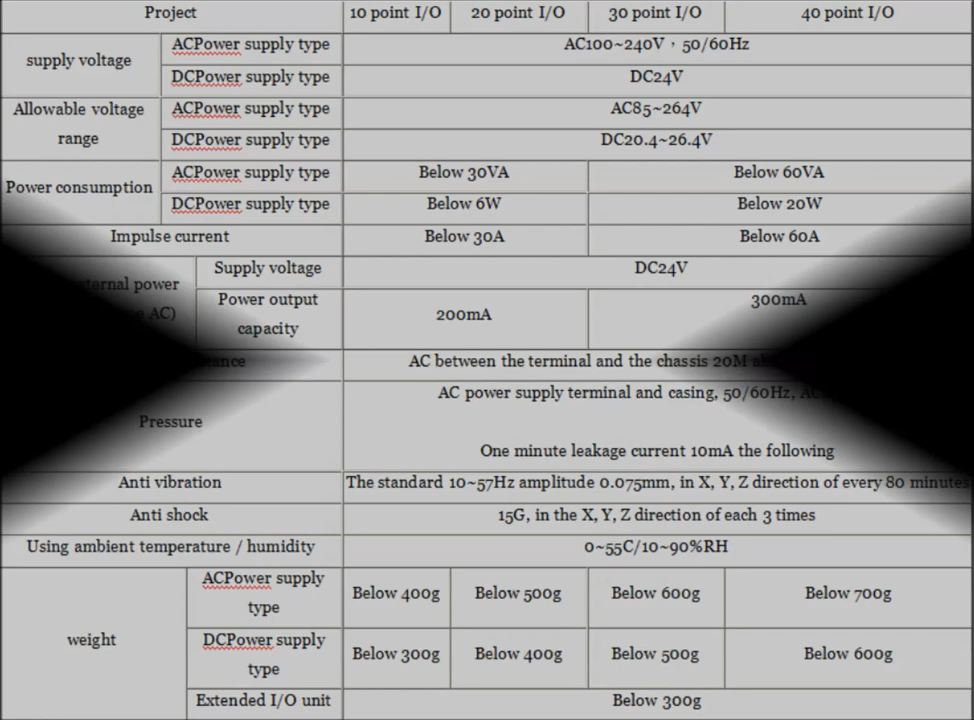 Project 10 point I/O 20 point I/O 30 point I/O 40 point I/O
supply voltage ACPower supply type AC100~240V，50/60Hz
DCPower supply type DC24V
Allowable voltage range ACPower supply type AC85~264V
DCPower supply type DC20.4~26.4V
Power consumption ACPower supply type Below 30VA Below 60VA
DCPower supply type Below 6W Below 20W
Impulse current Below 30A Below 60A
power Supply voltage DC24V
AC) Power output capacity 200mA 300mA
AC between the terminal and the chassis 20M
Pressure AC power supply terminal and casing, 50/60Hz,
One minute leakage current 10mA the following
Anti vibration The standard 10~57Hz amplitude 0.075mm, in X, Y, Z direction of every 80 minutes
Anti shock 15G, in the X, Y, Z direction of each 3 times
Using ambient temperature / humidity 0~55C/10~90%RH
weight ACPower supply type Below 400g Below 500g Below 600g Below 700g
DCPower supply type Below 300g Below 400g Below 500g Below 600g
Extended I/O unit Below 300g